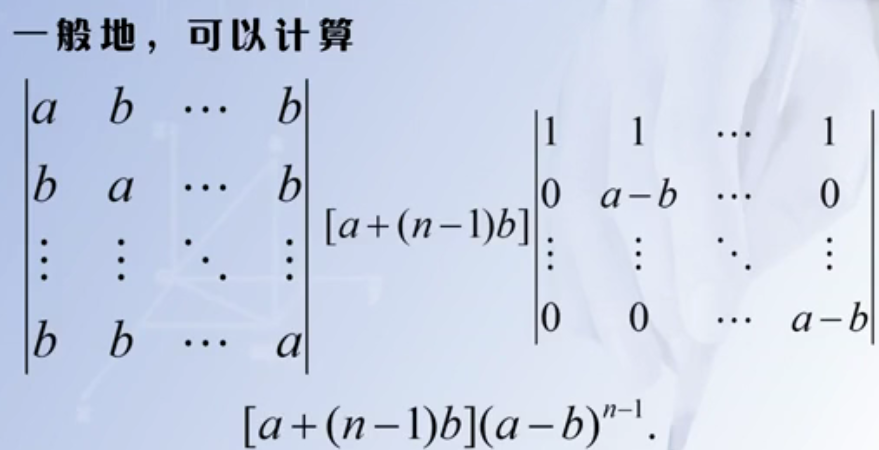 一般地，可以计算
$$\begin{vmatrix} a & b & \cdots & b \\ b & a & \cdots & b \\ \vdots & \vdots & \ddots & \vdots \\ b & b & \cdots & a \end{vmatrix} [a+(n-1)b] \begin{vmatrix} 1 & 1 & \cdots & 1 \\ 0 & a-b & \cdots & 0 \\ \vdots & \vdots & \ddots & \vdots \\ 0 & 0 & \cdots & a-b \end{vmatrix}$$
$$[a+(n-1)b](a-b)^{n-1}.$$